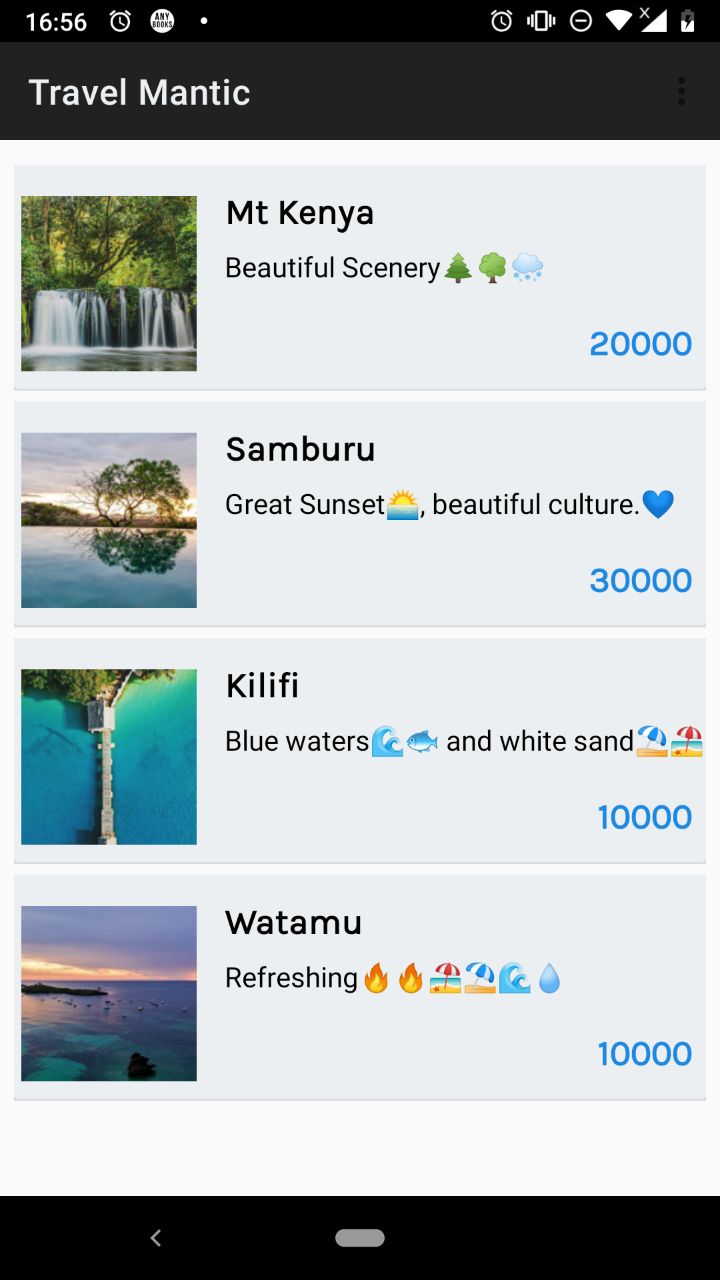 16:56
ANY BOOKS
Travel Mantic
Mt Kenya
Beautiful Scenery🌲🌳🌨️
20000
Samburu
Great Sunset🌅, beautiful culture.💙
30000
Kilifi
Blue waters🌊🐟 and white sand⛱️🏖️
10000
Watamu
Refreshing🔥🔥🏖️⛱️🌊💧
10000